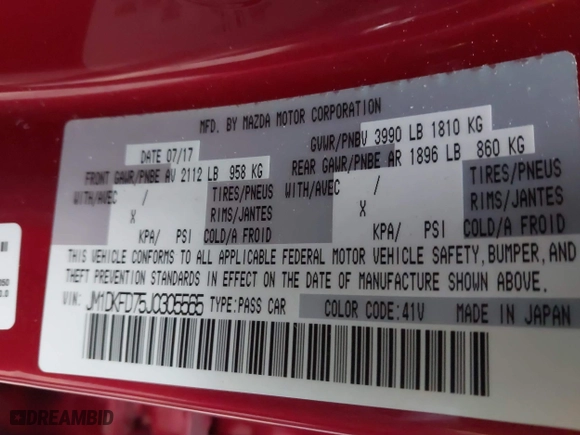 MFD. BY MAZDA MOTOR CORPORATION
DATE 07/17 GVWR/PNBV 3990 LB 1810 KG
FRONT GAWR/PNBE AV 2112 LB 958 KG REAR GAWR/PNBE AR 1896 LB 860 KG
WITH/AVEC / TIRES/PNEUS WITH/AVEC / TIRES/PNEUS
X RIMS/JANTES X RIMS/JANTES
KPA/ PSI COLD/A FROID KPA/ PSI COLD/A FROID
THIS VEHICLE CONFORMS TO ALL APPLICABLE FEDERAL MOTOR VEHICLE SAFETY, BUMPER, AND
THEFT PREVENTION STANDARDS IN EFFECT ON THE DATE OF MANUFACTURE SHOWN ABOVE.
VIN: JM1DKFD75J0305565 TYPE:PASS CAR COLOR CODE:41V MADE IN JAPAN
DREAMBID